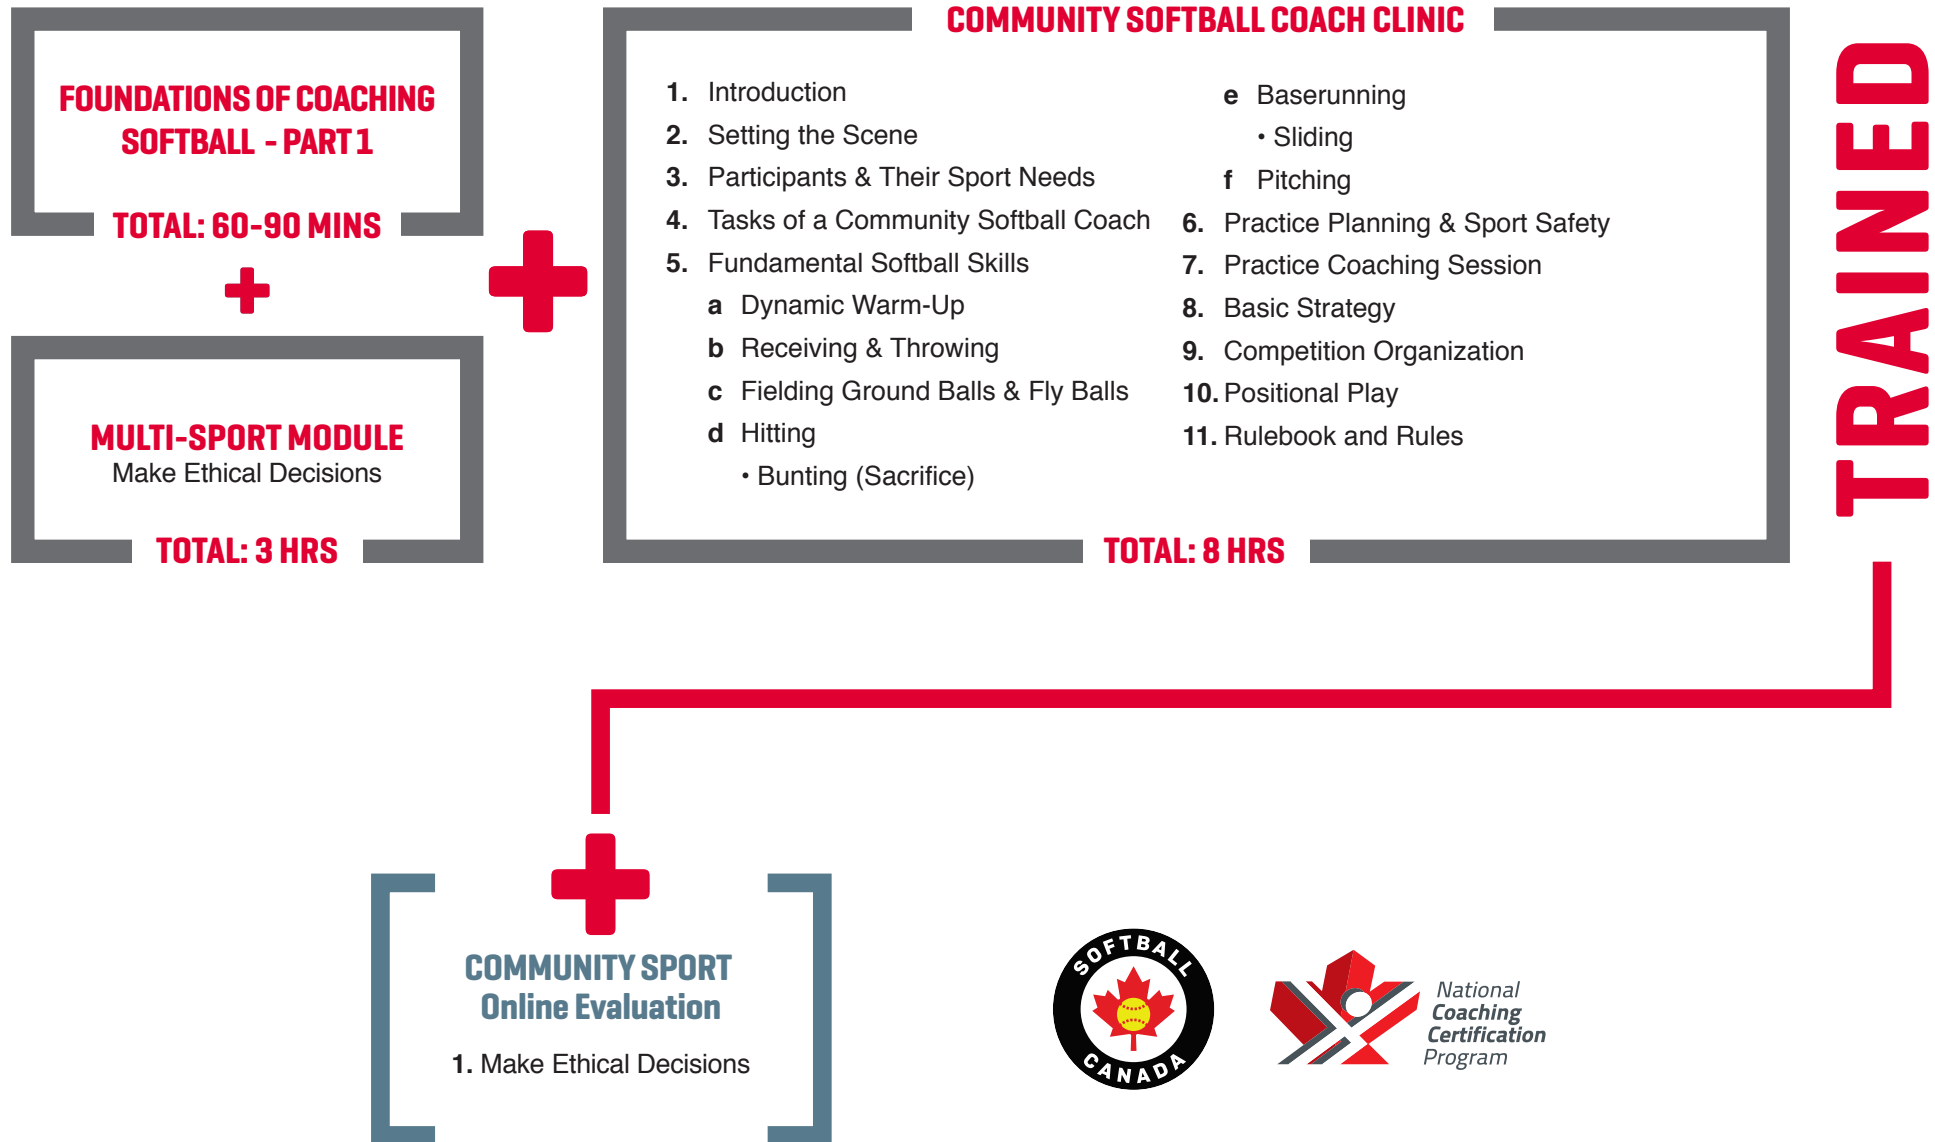 FOUNDATIONS OF COACHING
SOFTBALL - PART 1
TOTAL: 60-90 MINS
MULTI-SPORT MODULE
Make Ethical Decisions
TOTAL: 3 HRS
COMMUNITY SOFTBALL COACH CLINIC
1. Introduction
2. Setting the Scene
3. Participants & Their Sport Needs
4. Tasks of a Community Softball Coach
5. Fundamental Softball Skills
a Dynamic Warm-Up
b Receiving & Throwing
c Fielding Ground Balls & Fly Balls
d Hitting
• Bunting (Sacrifice)
e Baserunning
• Sliding
f Pitching
6. Practice Planning & Sport Safety
7. Practice Coaching Session
8. Basic Strategy
9. Competition Organization
10. Positional Play
11. Rulebook and Rules
TOTAL: 8 HRS
TRAINED
COMMUNITY SPORT
Online Evaluation
1. Make Ethical Decisions
SOFTBALL
CANADA
National
Coaching
Certification
Program